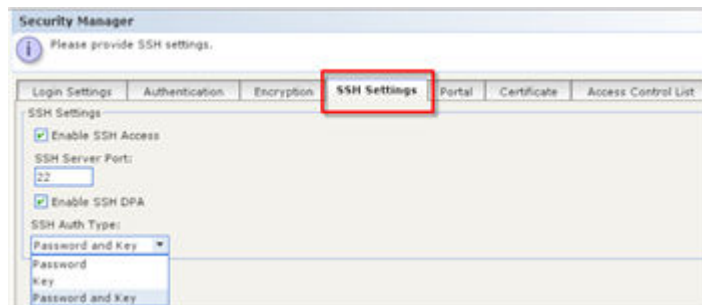 Security Manager
Please provide SSH settings.
Login Settings Authentication Encryption SSH Settings Portal Certificate Access Control List
SSH Settings
Enable SSH Access
SSH Server Port:
22
Enable SSH DPA
SSH Auth Type:
Password and Key
Password
Key
Password and Key